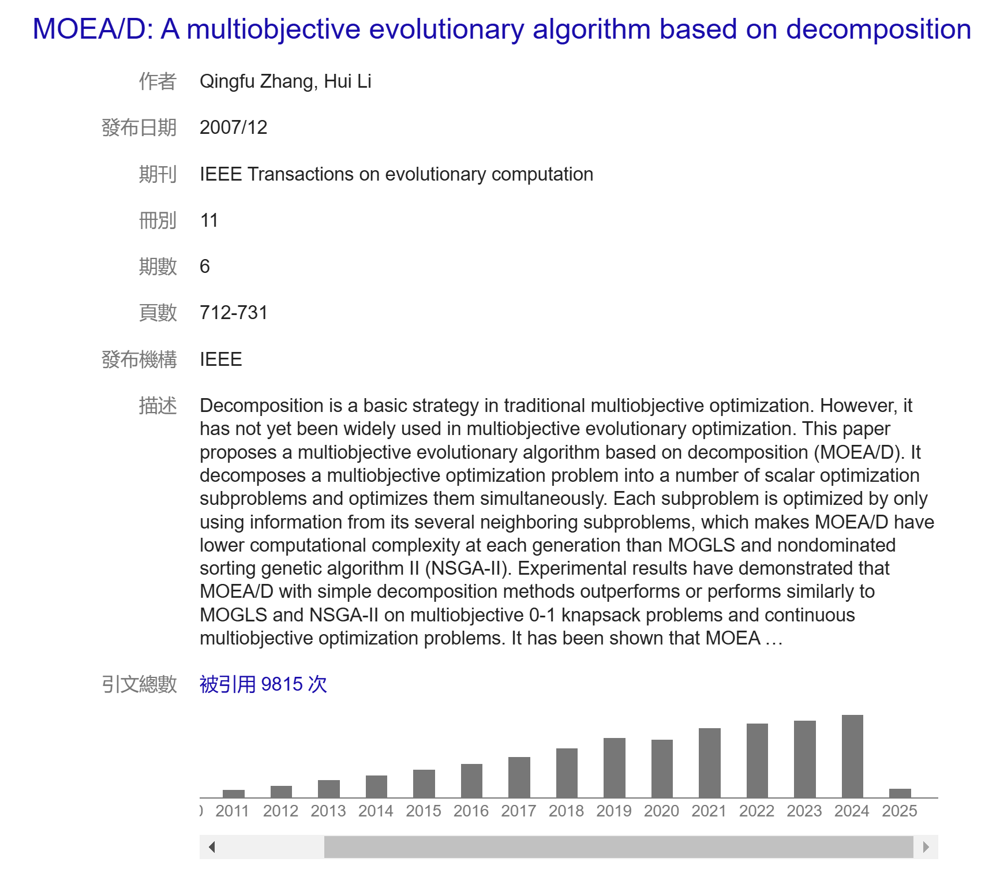 MOEA/D: A multiobjective evolutionary algorithm based on decomposition
作者 Qingfu Zhang, Hui Li
發布日期 2007/12
期刊 IEEE Transactions on evolutionary computation
冊別 11
期數 6
頁數 712-731
發布機構 IEEE
描述 Decomposition is a basic strategy in traditional multiobjective optimization. However, it
has not yet been widely used in multiobjective evolutionary optimization. This paper
proposes a multiobjective evolutionary algorithm based on decomposition (MOEA/D). It
decomposes a multiobjective optimization problem into a number of scalar optimization
subproblems and optimizes them simultaneously. Each subproblem is optimized by only
using information from its several neighboring subproblems, which makes MOEA/D have
lower computational complexity at each generation than MOGLS and nondominated
sorting genetic algorithm II (NSGA-II). Experimental results have demonstrated that
MOEA/D with simple decomposition methods outperforms or performs similarly to
MOGLS and NSGA-II on multiobjective 0-1 knapsack problems and continuous
multiobjective optimization problems. It has been shown that MOEA …
引文總數 被引用 9815 次
2011 2012 2013 2014 2015 2016 2017 2018 2019 2020 2021 2022 2023 2024 2025